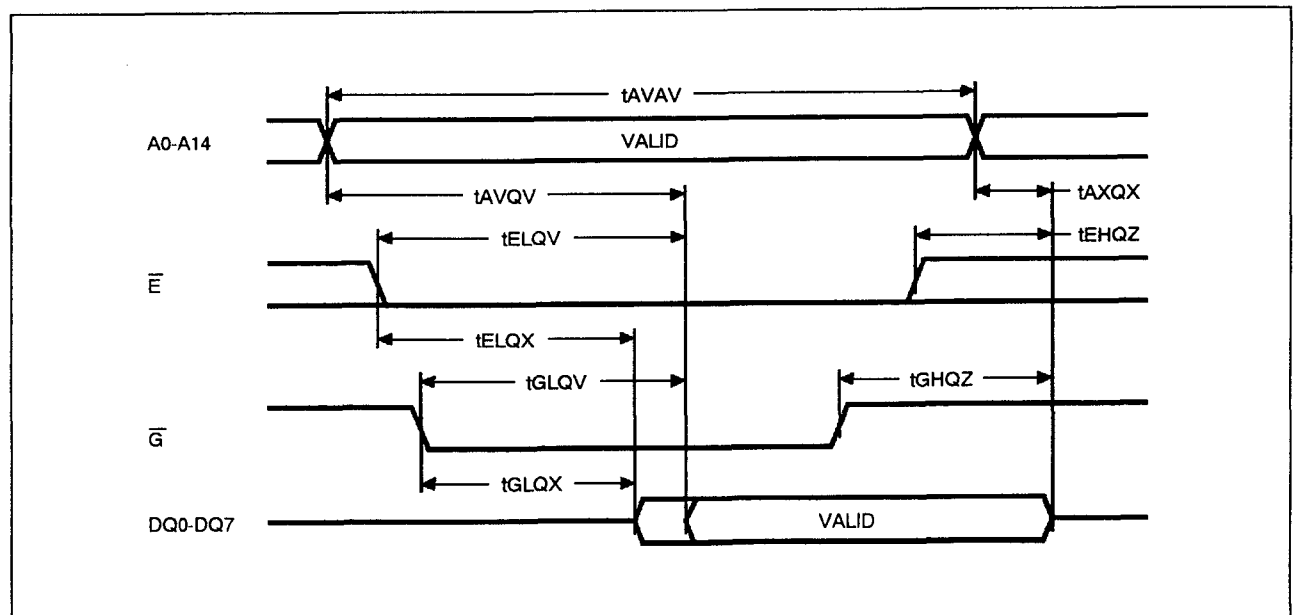 tAVAV
A0-A14
VALID
tAVQV
tAXQX
tELQV
tEHQZ
E̅
tELQX
tGLQV
tGHQZ
G̅
tGLQX
DQ0-DQ7
VALID